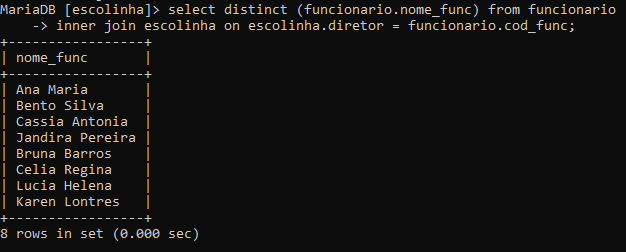 MariaDB [escolinha]> select distinct (funcionario.nome_func) from funcionario
    -> inner join escolinha on escolinha.diretor = funcionario.cod_func;
+-----------------+
| nome_func       |
+-----------------+
| Ana Maria       |
| Bento Silva     |
| Cassia Antonia  |
| Jandira Pereira |
| Bruna Barros    |
| Celia Regina    |
| Lucia Helena    |
| Karen Lontres   |
+-----------------+
8 rows in set (0.000 sec)